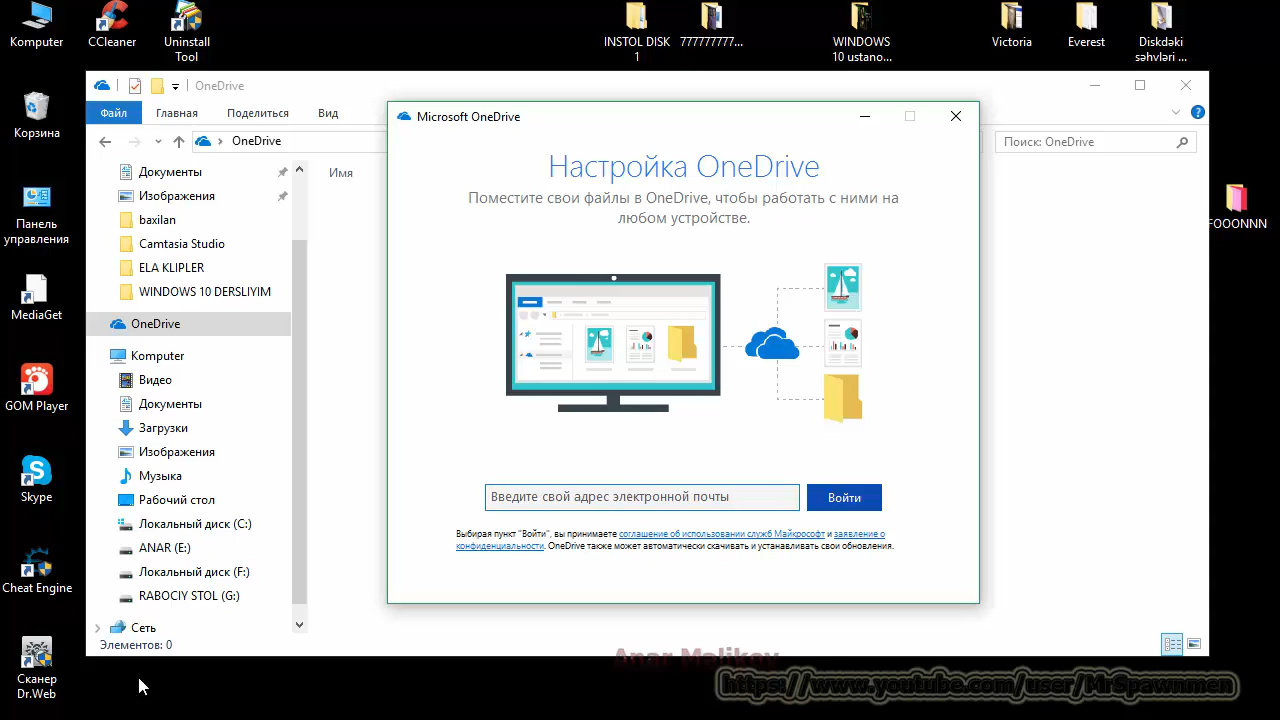 Komputer
CCleaner
Uninstall
Tool
INSTOL DISK
1
777777777...
WINDOWS
10 ustano...
Victoria
Everest
Diskdəki
səhvləri ...
Корзина
Панель
управления
MediaGet
GOM Player
Skype
Cheat Engine
Сканер
Dr.Web
FOOONNN
OneDrive
Файл
Главная
Поделиться
Вид
OneDrive
Поиск: OneDrive
Имя
Документы
Изображения
baxilan
Camtasia Studio
ELA KLIPLER
WINDOWS 10 DERSLIYIM
OneDrive
Komputer
Видео
Документы
Загрузки
Изображения
Музыка
Рабочий стол
Локальный диск (C:)
ANAR (E:)
Локальный диск (F:)
RABOCIY STOL (G:)
Сеть
Элементов: 0
Microsoft OneDrive
Настройка OneDrive
Поместите свои файлы в OneDrive, чтобы работать с ними на
любом устройстве.
Введите свой адрес электронной почты
Войти
Выбирая пункт "Войти", вы принимаете соглашение об использовании служб Майкрософт и заявление о
конфиденциальности. OneDrive также может автоматически скачивать и устанавливать свои обновления.
Anar Məlikov
https://www.youtube.com/user/MrSpawnmen